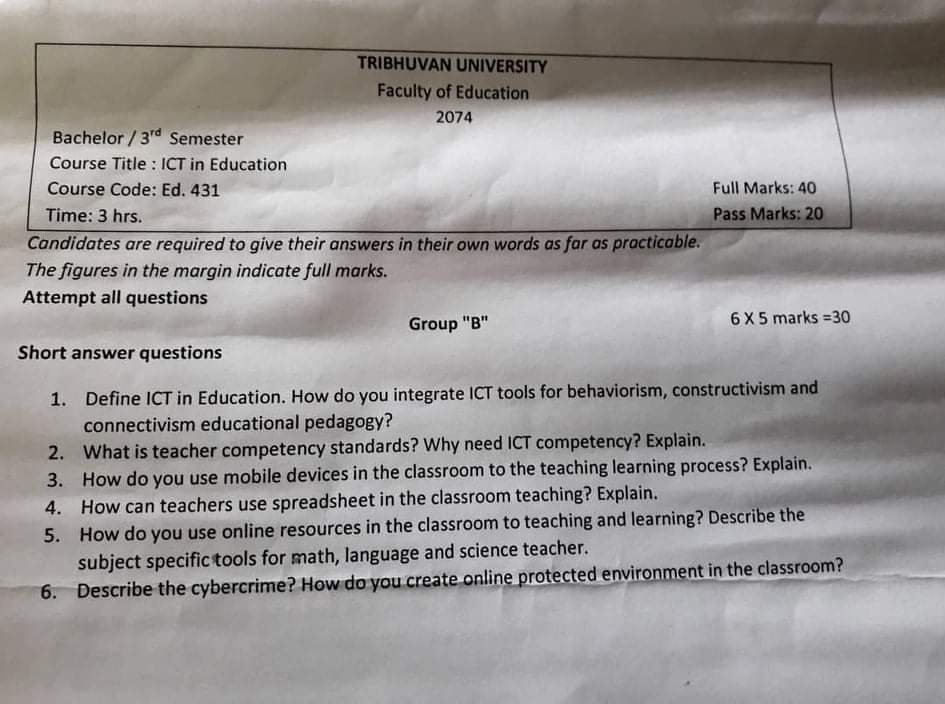 TRIBHUVAN UNIVERSITY
Faculty of Education
2074
Bachelor / 3rd Semester
Course Title : ICT in Education
Course Code: Ed. 431
Full Marks: 40
Time: 3 hrs.
Pass Marks: 20
Candidates are required to give their answers in their own words as far as practicable.
The figures in the margin indicate full marks.
Attempt all questions
Group "B"
6 X 5 marks =30
Short answer questions
1. Define ICT in Education. How do you integrate ICT tools for behaviorism, constructivism and
connectivism educational pedagogy?
2. What is teacher competency standards? Why need ICT competency? Explain.
3. How do you use mobile devices in the classroom to the teaching learning process? Explain.
4. How can teachers use spreadsheet in the classroom teaching? Explain.
5. How do you use online resources in the classroom to teaching and learning? Describe the
subject specific tools for math, language and science teacher.
6. Describe the cybercrime? How do you create online protected environment in the classroom?